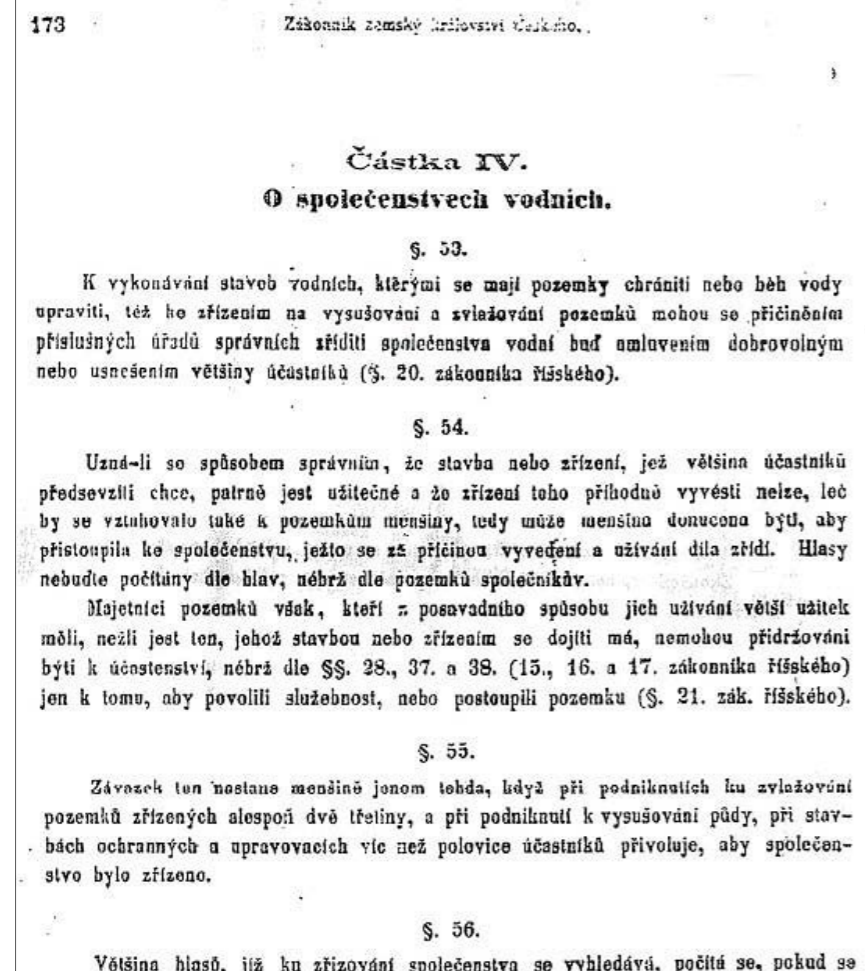 173 Zákonník zemský království Českého.
Částka IV.
O společenstvech vodních.
§. 53.
K vykonávání staveb vodních, kterými se mají pozemky chrániti nebo běh vody
upraviti, též ke zřízením na vysušování a zvlažování pozemků mohou se přičiněním
příslušných úřadů správních zříditi společenstva vodní buď umluvením dobrovolným
nebo usnešením většiny účastníků (§. 20. zákonníka říšského).
§. 54.
Uzná-li se spůsobem správním, že stavba nebo zřízení, jež většina účastníků
předsevzíti chce, patrně jest užitečné a že zřízení toho příhodně vyvésti nelze, leč
by se vztahovalo také k pozemkům menšiny, tedy může menšina donucena býti, aby
přistoupila ke společenstvu, ježto se za příčinou vyvedení a užívání díla zřídí. Hlasy
nebuďte počítány dle hlav, nébrž dle pozemků společníkův.
Majetníci pozemků však, kteří z posavadního spůsobu jich užívání větší užitek
měli, nežli jest ten, jehož stavbou nebo zřízením se dojíti má, nemohou přidržováni
býti k účastenství, nébrž dle §§. 28., 37. a 38. (15., 16. a 17. zákonníka říšského)
jen k tomu, aby povolili služebnost, nebo postoupili pozemku (§. 21. zák. říšského).
§. 55.
Závazek ten nastane menšině jenom tehda, když při podniknutích ku zvlažování
pozemků zřízených alespoň dvě třetiny, a při podniknutí k vysušování půdy, při stav-
bách ochranných a upravovacích víc než polovice účastníků přivoluje, aby společen-
stvo bylo zřízeno.
§. 56.
Většina hlasů, jíž ku zřizování společenstva se vyhledává, počítá se, pokud se